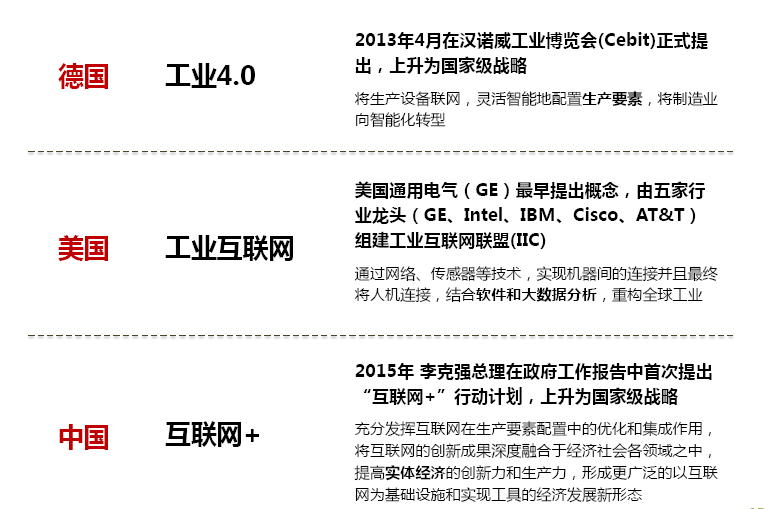 德国
工业4.0
2013年4月在汉诺威工业博览会(Cebit)正式提
出，上升为国家级战略
将生产设备联网，灵活智能地配置生产要素，将制造业
向智能化转型
美国
工业互联网
美国通用电气（GE）最早提出概念，由五家行
业龙头（GE、Intel、IBM、Cisco、AT&T）
组建工业互联网联盟(IIC)
通过网络、传感器等技术，实现机器间的连接并且最终
将人机连接，结合软件和大数据分析，重构全球工业
中国
互联网+
2015年 李克强总理在政府工作报告中首次提出
“互联网+”行动计划，上升为国家级战略
充分发挥互联网在生产要素配置中的优化和集成作用，
将互联网的创新成果深度融合于经济社会各领域之中，
提高实体经济的创新力和生产力，形成更广泛的以互联
网为基础设施和实现工具的经济发展新形态